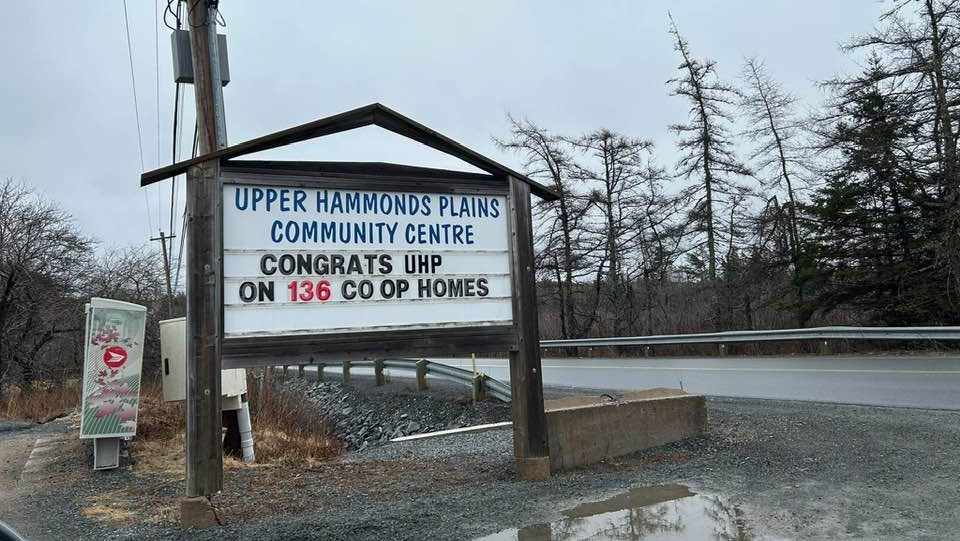 UPPER HAMMONDS PLAINS
COMMUNITY CENTRE
CONGRATS UHP
ON 136 CO OP HOMES